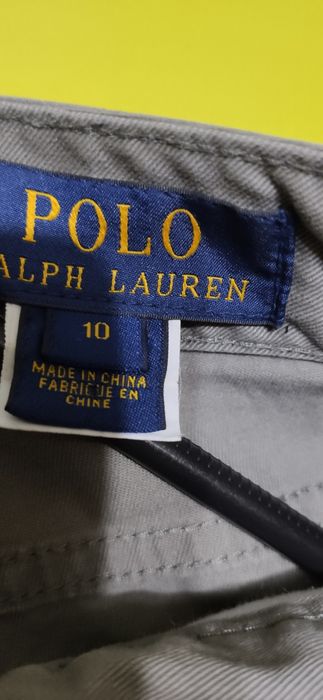 POLO
ALPH LAUREN
10
MADE IN CHINA
FABRIQUE EN
CHINE